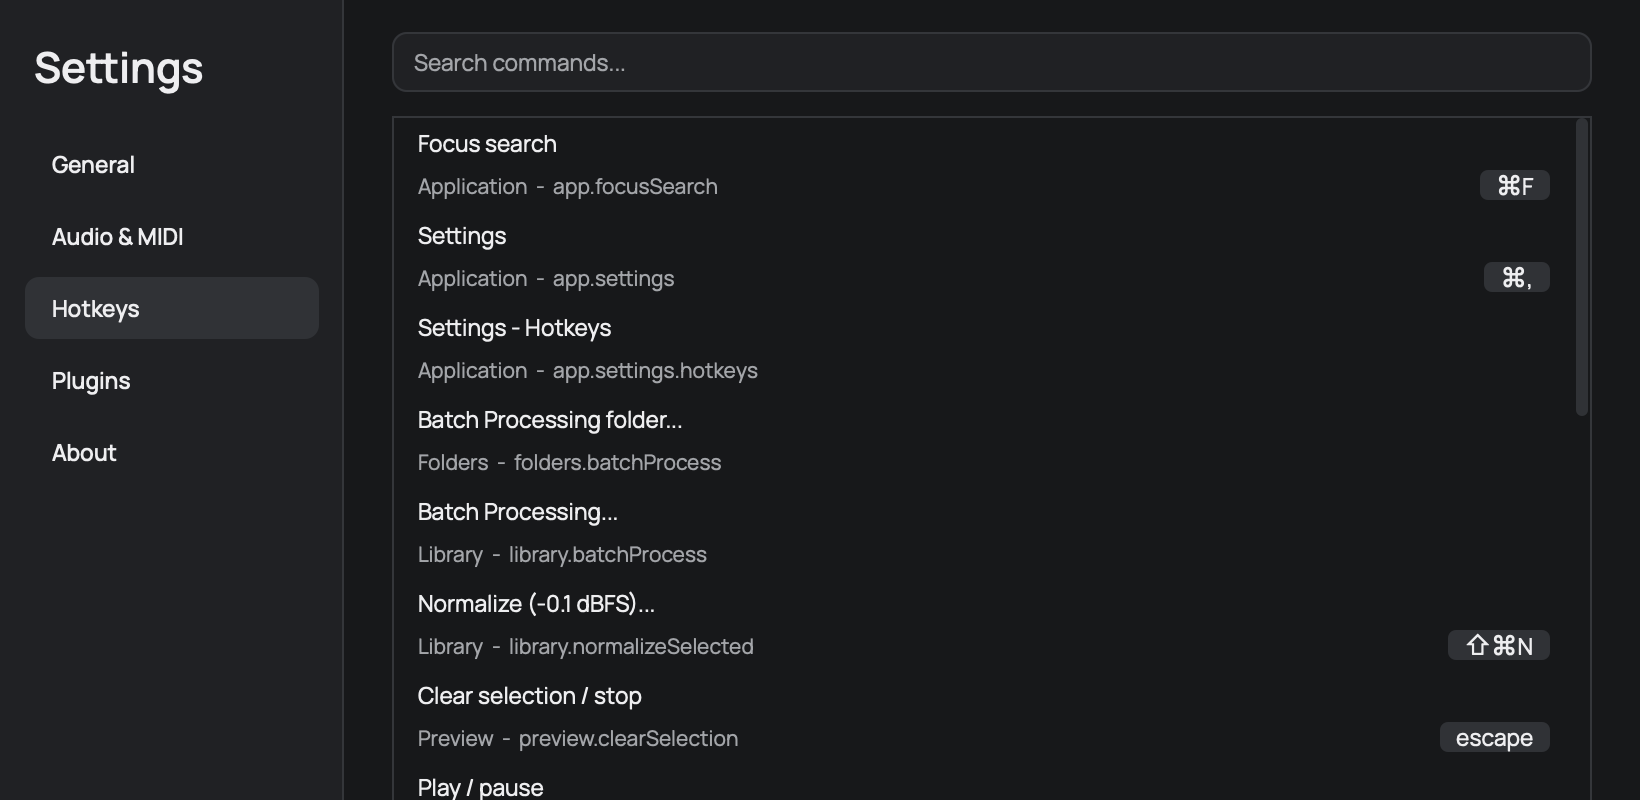 Settings
General
Audio & MIDI
Hotkeys
Plugins
About
Search commands...
Focus search
Application - app.focusSearch
⌘F
Settings
Application - app.settings
⌘,
Settings - Hotkeys
Application - app.settings.hotkeys
Batch Processing folder...
Folders - folders.batchProcess
Batch Processing...
Library - library.batchProcess
Normalize (-0.1 dBFS)...
Library - library.normalizeSelected
⇧⌘N
Clear selection / stop
Preview - preview.clearSelection
escape
Play / pause